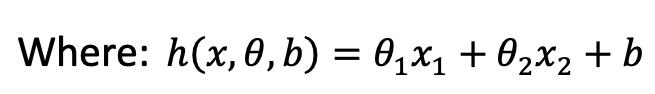 Where: h(x, θ, b) = θ₁x₁ + θ₂x₂ + b